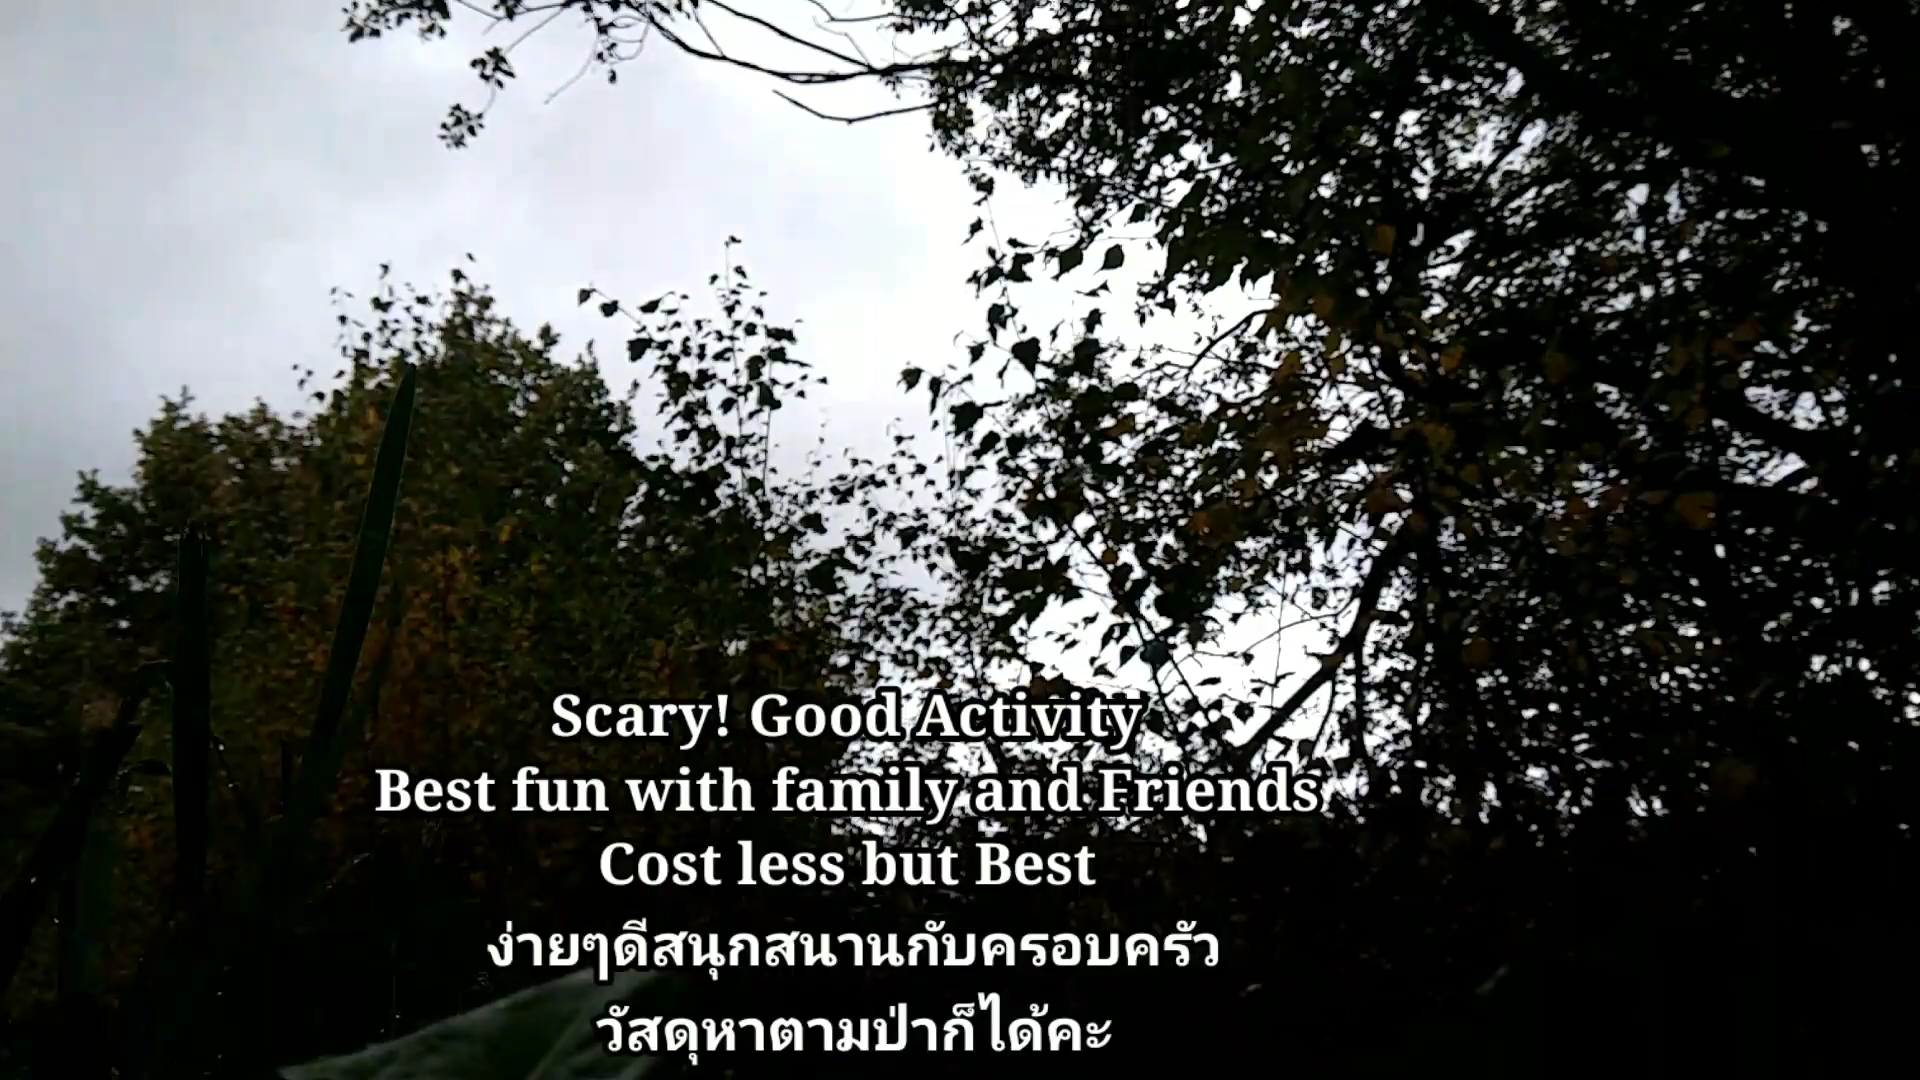 Scary! Good Activity
Best fun with family and Friends
Cost less but Best
ง่ายๆดีสนุกสนานกับครอบครัว
วัสดุหาตามป่าก็ได้คะ